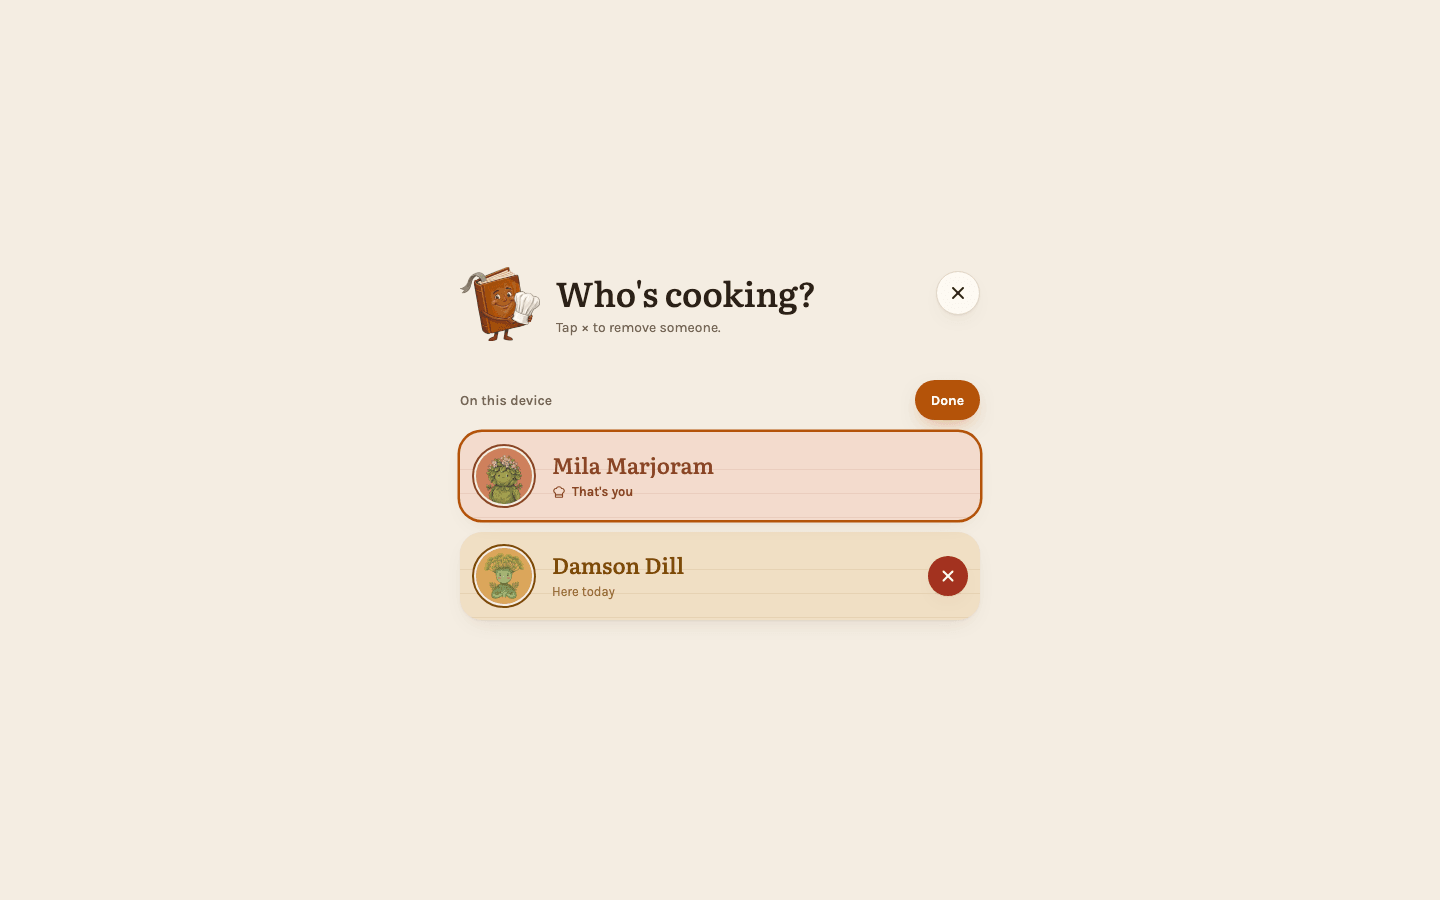 Who's cooking?
Tap × to remove someone.
On this device
Done
Mila Marjoram
That's you
Damson Dill
Here today